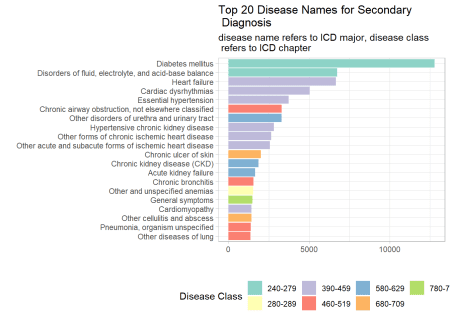 Top 20 Disease Names for Secondary
Diagnosis
disease name refers to ICD major, disease class
refers to ICD chapter
Diabetes mellitus
Disorders of fluid, electrolyte, and acid-base balance
Heart failure
Cardiac dysrhythmias
Essential hypertension
Chronic airway obstruction, not elsewhere classified
Other disorders of urethra and urinary tract
Hypertensive chronic kidney disease
Other forms of chronic ischemic heart disease
Other acute and subacute forms of ischemic heart disease
Chronic ulcer of skin
Chronic kidney disease (CKD)
Acute kidney failure
Chronic bronchitis
Other and unspecified anemias
General symptoms
Cardiomyopathy
Other cellulitis and abscess
Pneumonia, organism unspecified
Other diseases of lung
0 5000 10000
Disease Class
240-279 390-459 580-629 780-7
280-289 460-519 680-709